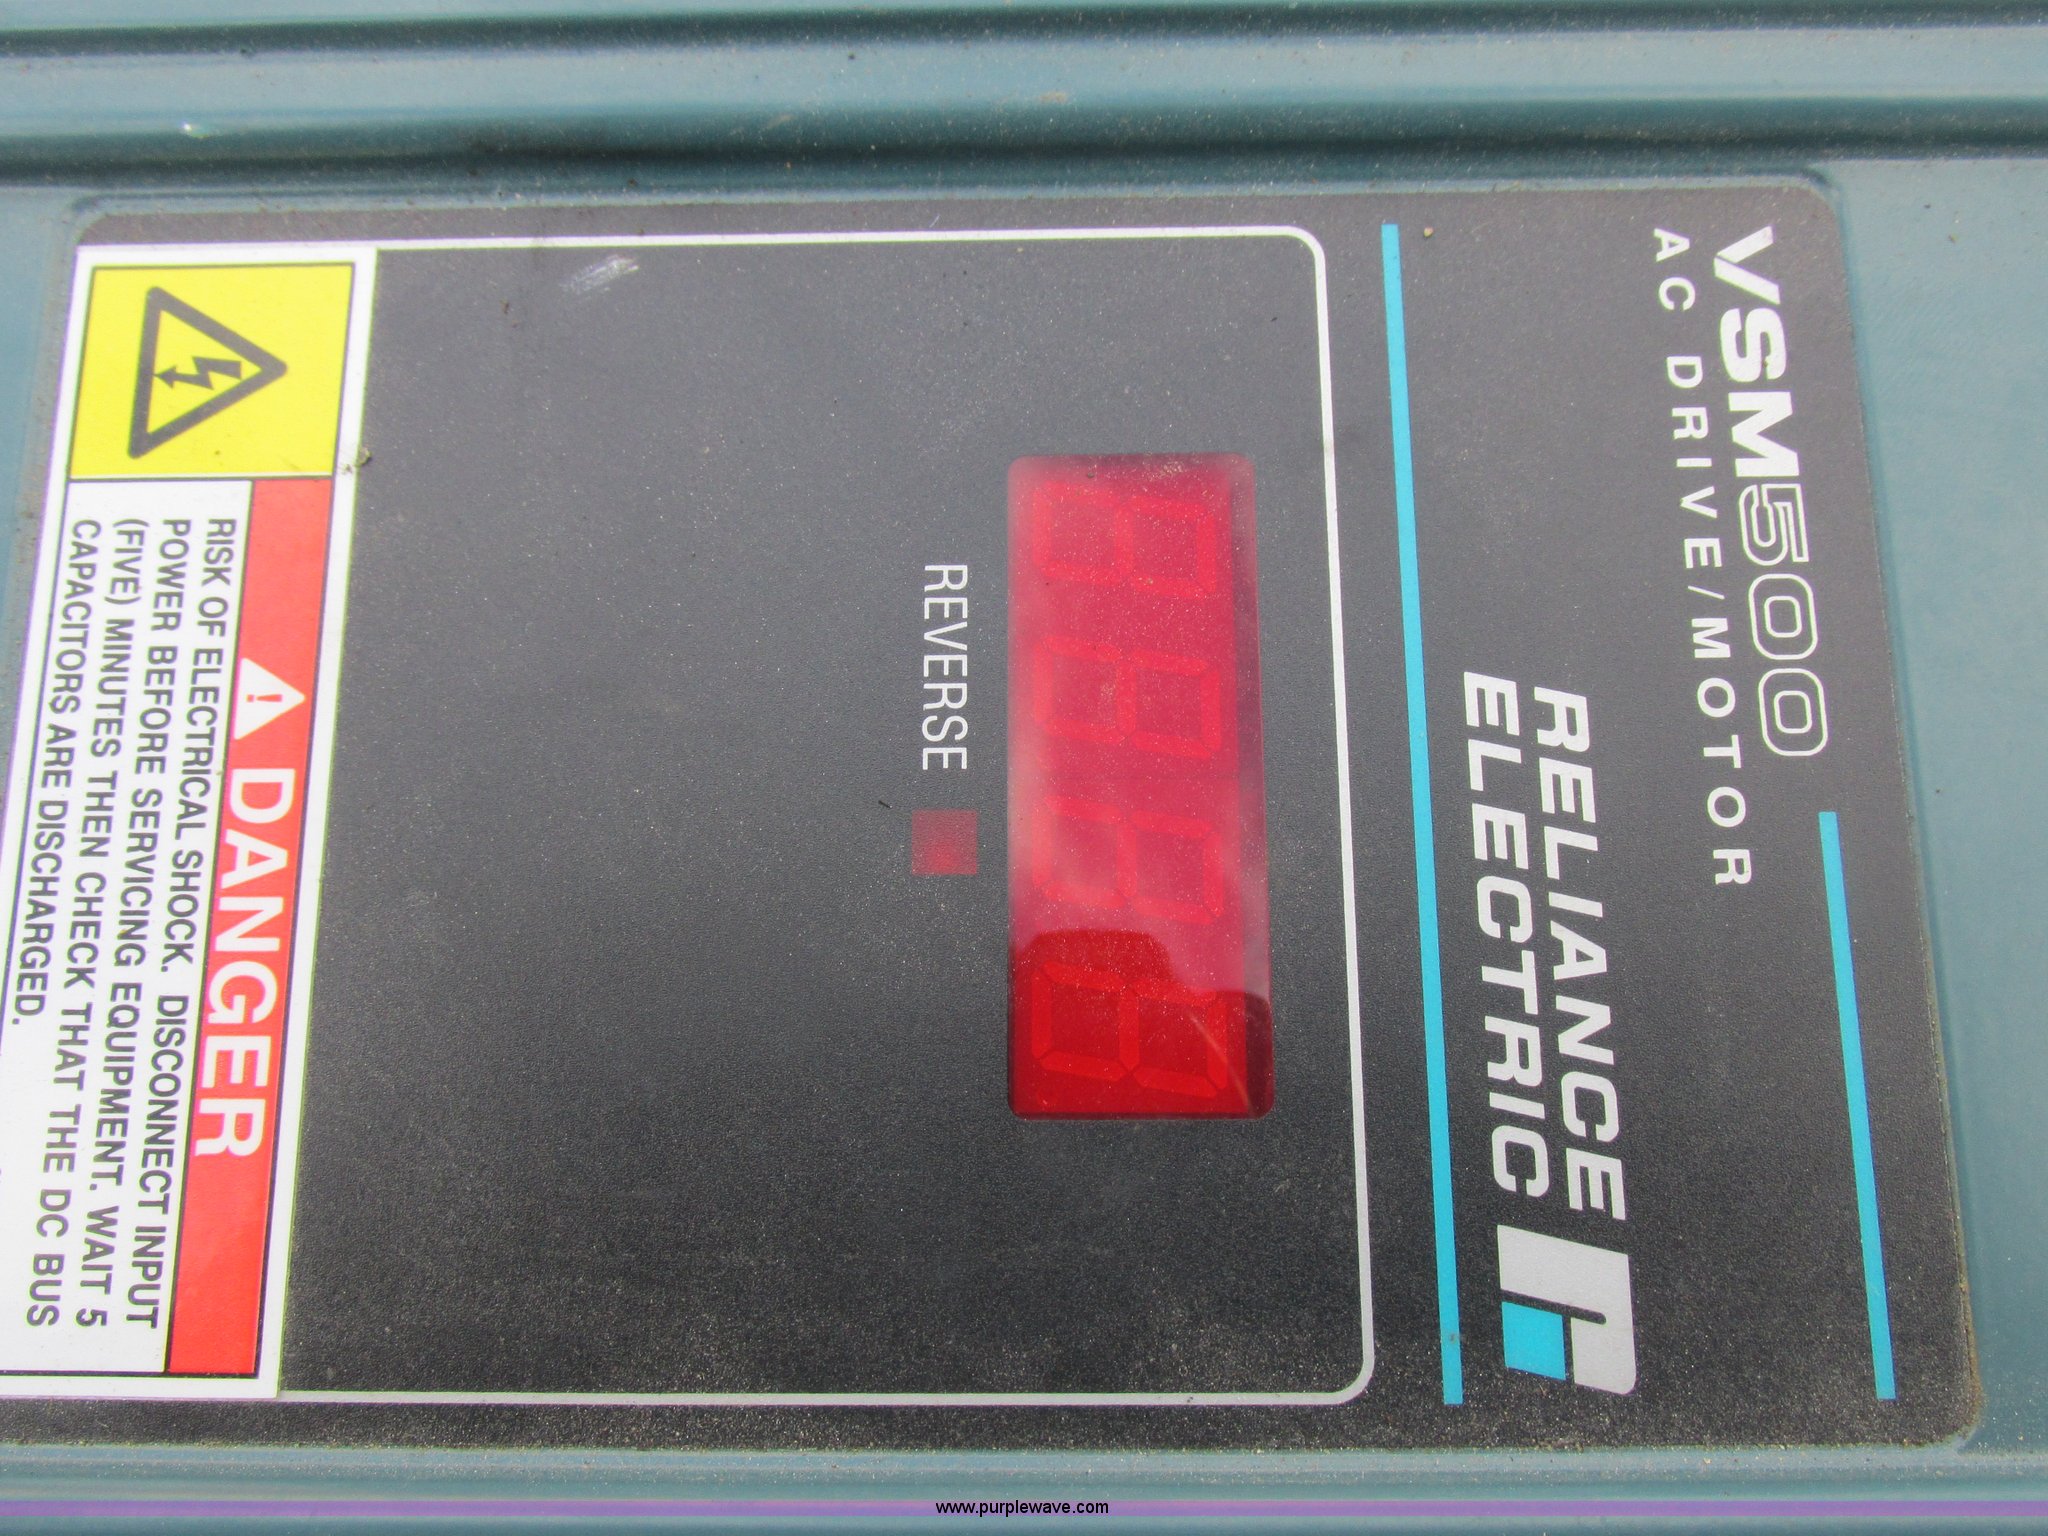 VSM500
AC DRIVE/MOTOR
RELIANCE
ELECTRIC
REVERSE
DANGER
RISK OF ELECTRICAL SHOCK. DISCONNECT INPUT
POWER BEFORE SERVICING EQUIPMENT. WAIT 5
(FIVE) MINUTES THEN CHECK THAT THE DC BUS
CAPACITORS ARE DISCHARGED.
www.purplewave.com